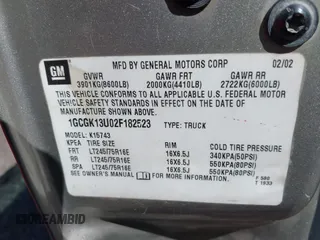 GM
MFD BY GENERAL MOTORS CORP 02/02
GVWR GAWR FRT GAWR RR
3901KG(8600LB) 2000KG(4410LB) 2722KG(6000LB)
THIS VEHICLE CONFORMS TO ALL APPLICABLE U.S. FEDERAL
MOTOR VEHICLE SAFETY STANDARDS IN EFFECT ON THE DATE OF
MANUFACTURE SHOWN ABOVE.
1GCGK13U02F182523 TYPE: TRUCK
MODEL: K15743
KPEA TIRE SIZE RIM COLD TIRE PRESSURE
FRT LT245/75R16E 16X6.5J 340KPA(50PSI)
RR LT245/75R16E 16X6.5J 550KPA(80PSI)
SPA LT245/75R16E 16X6.5J 550KPA(80PSI)
SEE OWNER'S MANUAL FOR ADDITIONAL INFORMATION
S 580
T 1533